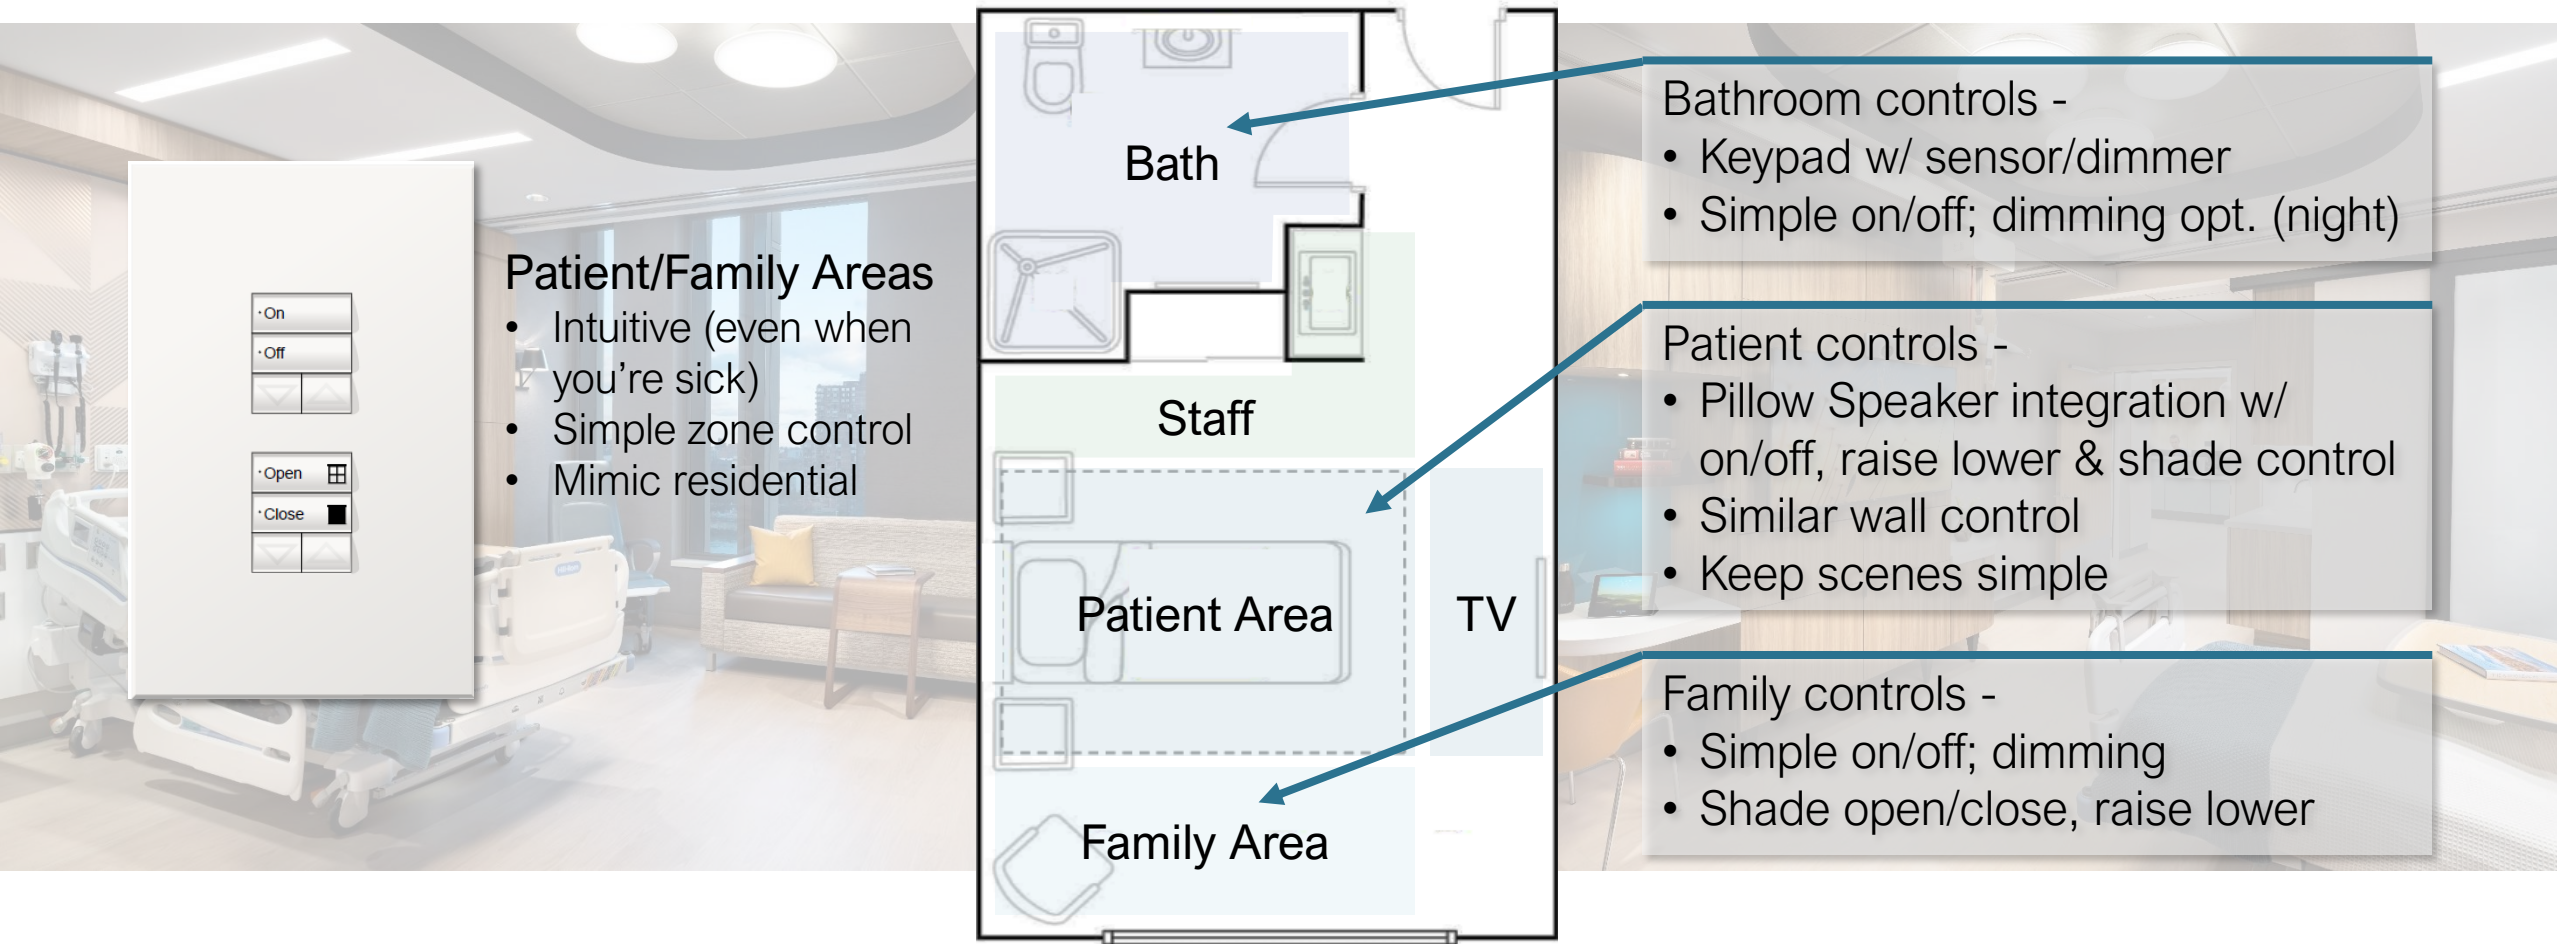 On
Off
Open
Close
Patient/Family Areas
• Intuitive (even when
you’re sick)
• Simple zone control
• Mimic residential
Bath
Staff
Patient Area
TV
Family Area
Bathroom controls -
• Keypad w/ sensor/dimmer
• Simple on/off; dimming opt. (night)
Patient controls -
• Pillow Speaker integration w/
on/off, raise lower & shade control
• Similar wall control
• Keep scenes simple
Family controls -
• Simple on/off; dimming
• Shade open/close, raise lower